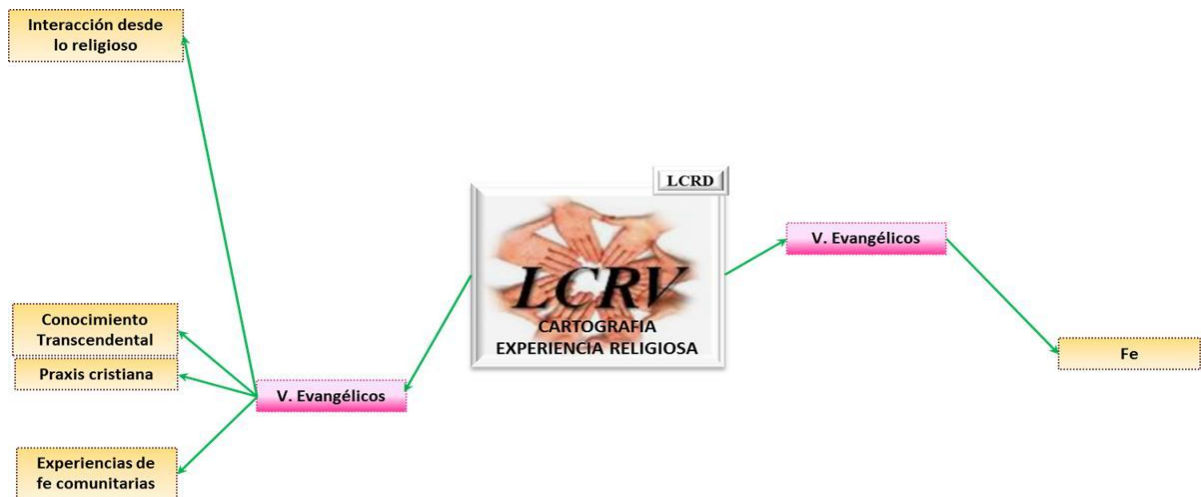 Interacción desde
lo religioso
LCRD
LCRV
CARTOGRAFIA
EXPERIENCIA RELIGIOSA
V. Evangélicos
Fe
Conocimiento
Transcendental
Praxis cristiana
V. Evangélicos
Experiencias de
fe comunitarias